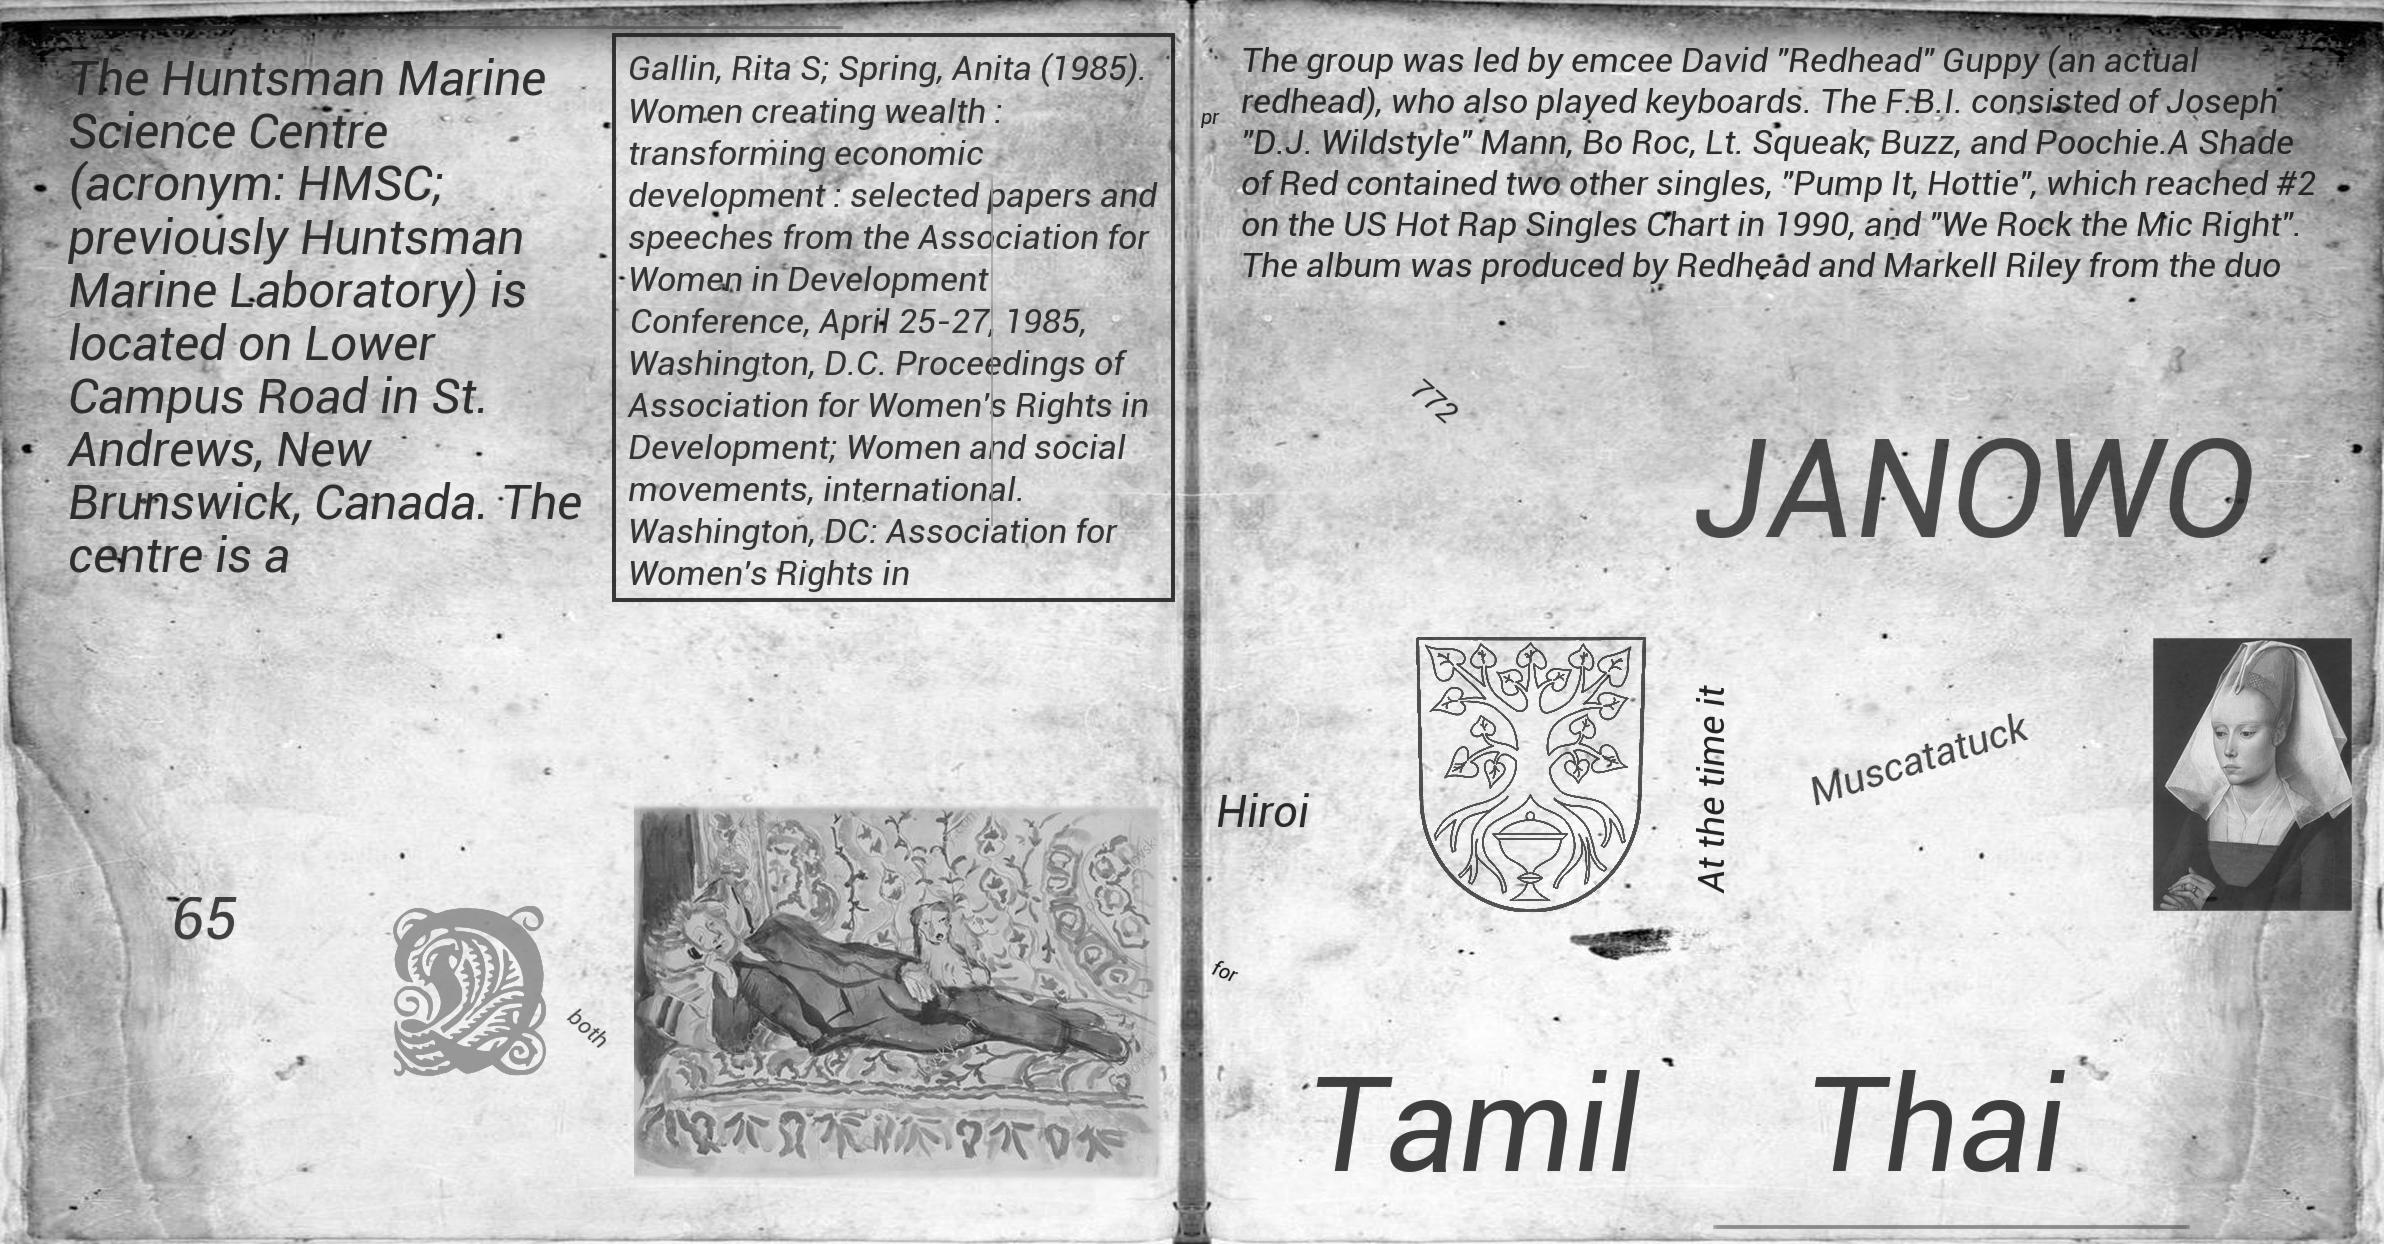 The Huntsman Marine
Science Centre
(acronym: HMSC;
previously Huntsman
Marine Laboratory) is
located on Lower
Campus Road in St.
Andrews, New
Brunswick, Canada. The
centre is a
Gallin, Rita S; Spring, Anita (1985).
Women creating wealth :
transforming economic
development : selected papers and
speeches from the Association for
Women in Development
Conference, April 25-27, 1985,
Washington, D.C. Proceedings of
Association for Women's Rights in
Development; Women and social
movements, international.
Washington, DC: Association for
Women's Rights in
65
both
pr
The group was led by emcee David "Redhead" Guppy (an actual
redhead), who also played keyboards. The F.B.I. consisted of Joseph
"D.J. Wildstyle" Mann, Bo Roc, Lt. Squeak, Buzz, and Poochie.A Shade
of Red contained two other singles, "Pump It, Hottie", which reached #2
on the US Hot Rap Singles Chart in 1990, and "We Rock the Mic Right".
The album was produced by Redhead and Markell Riley from the duo
772
JANOWO
Hiroi
At the time it
Muscatatuck
for
Tamil
Thai